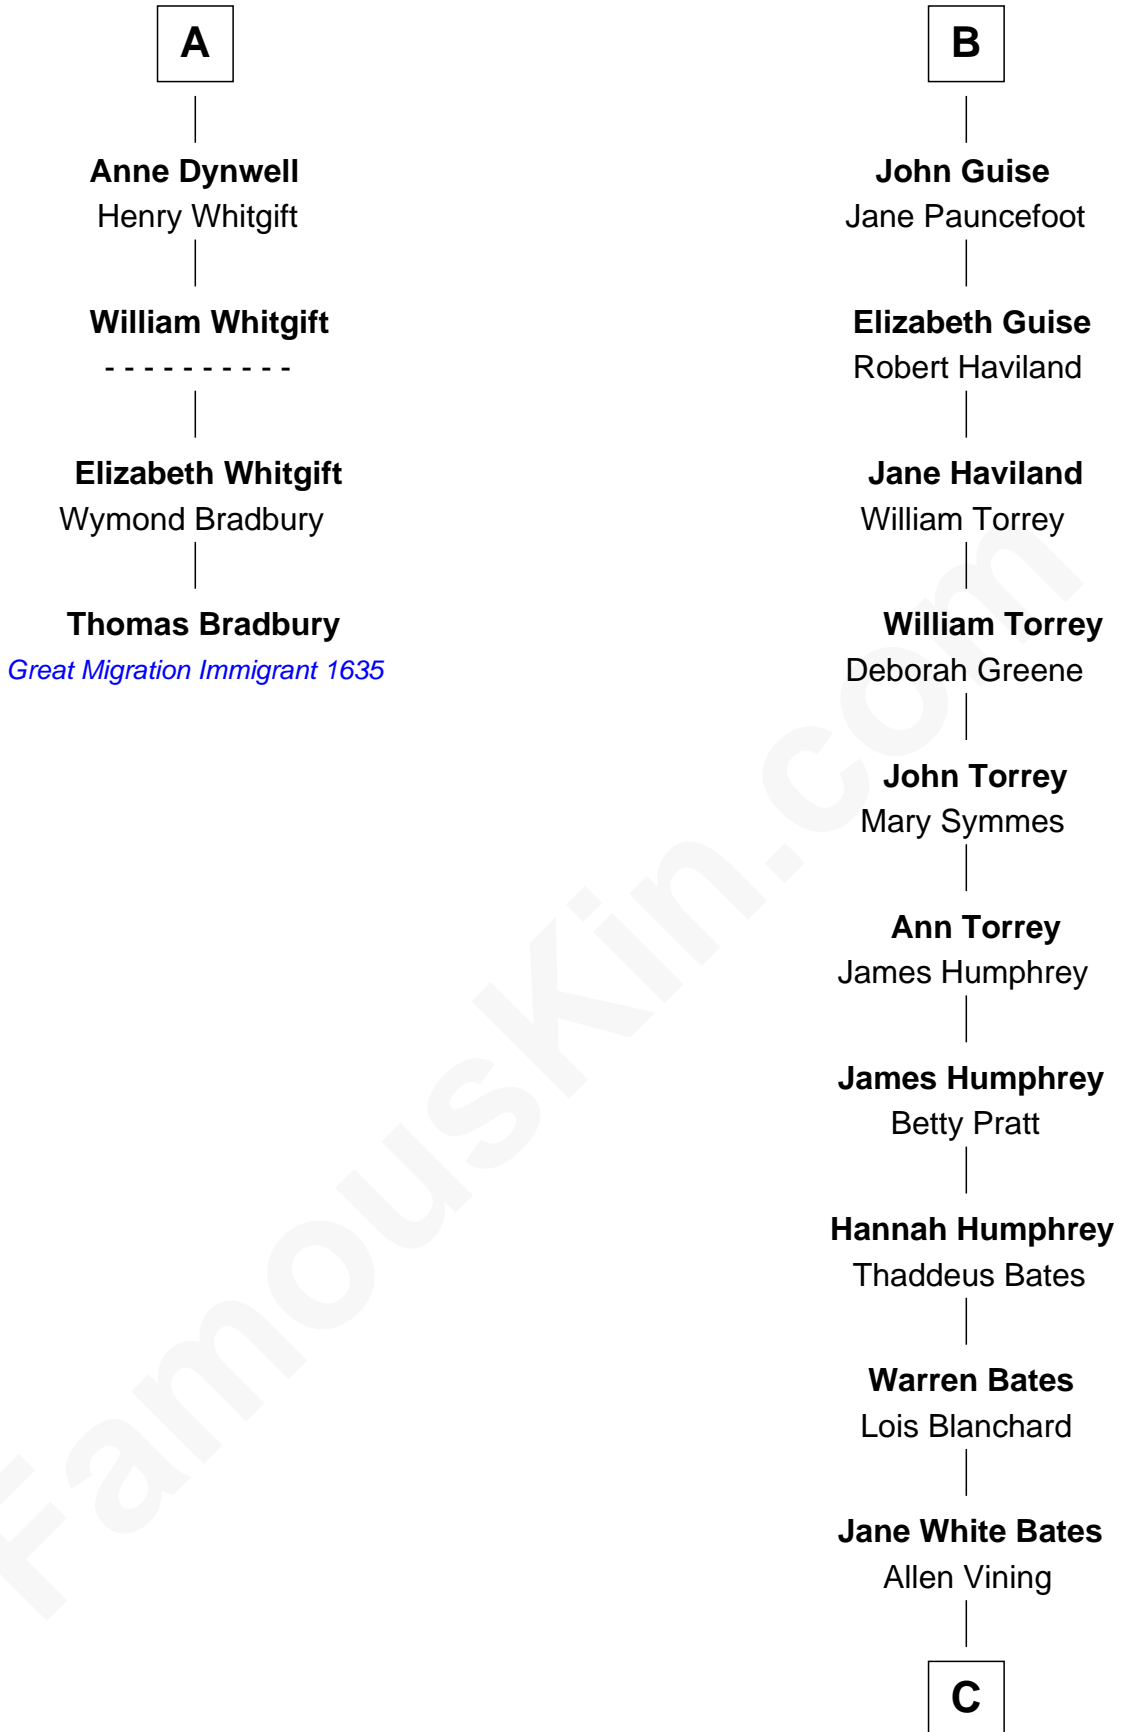 A
Anne Dynwell
Henry Whitgift
William Whitgift
- - - - - - - - - -
Elizabeth Whitgift
Wymond Bradbury
Thomas Bradbury
Great Migration Immigrant 1635
B
John Guise
Jane Pauncefoot
Elizabeth Guise
Robert Haviland
Jane Haviland
William Torrey
William Torrey
Deborah Greene
John Torrey
Mary Symmes
Ann Torrey
James Humphrey
James Humphrey
Betty Pratt
Hannah Humphrey
Thaddeus Bates
Warren Bates
Lois Blanchard
Jane White Bates
Allen Vining
C
FamousKin.com